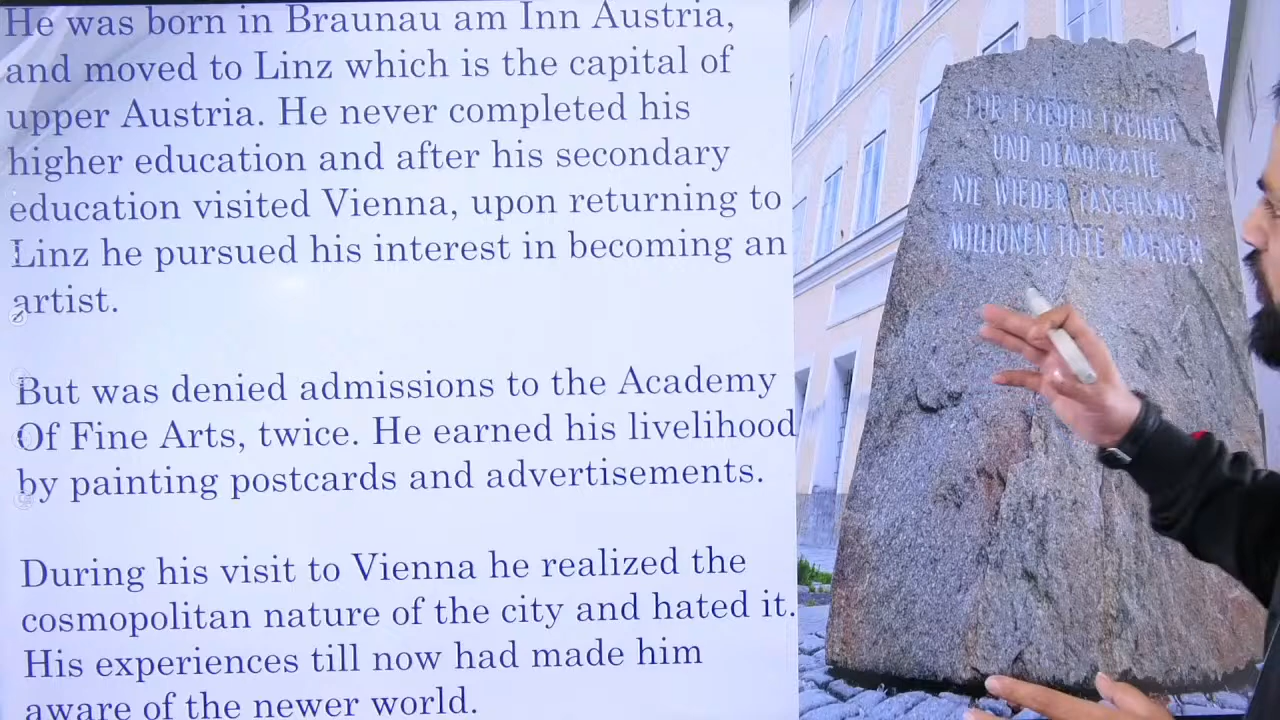 He was born in Braunau am Inn Austria,
and moved to Linz which is the capital of
upper Austria. He never completed his
higher education and after his secondary
education visited Vienna, upon returning to
Linz he pursued his interest in becoming an
artist.
But was denied admissions to the Academy
Of Fine Arts, twice. He earned his livelihood
by painting postcards and advertisements.
During his visit to Vienna he realized the
cosmopolitan nature of the city and hated it.
His experiences till now had made him
aware of the newer world.
FÜR FRIEDEN FREIHEIT
UND DEMOKRATIE
NIE WIEDER FASCHISMUS
MILLIONEN TOTE MAHNEN